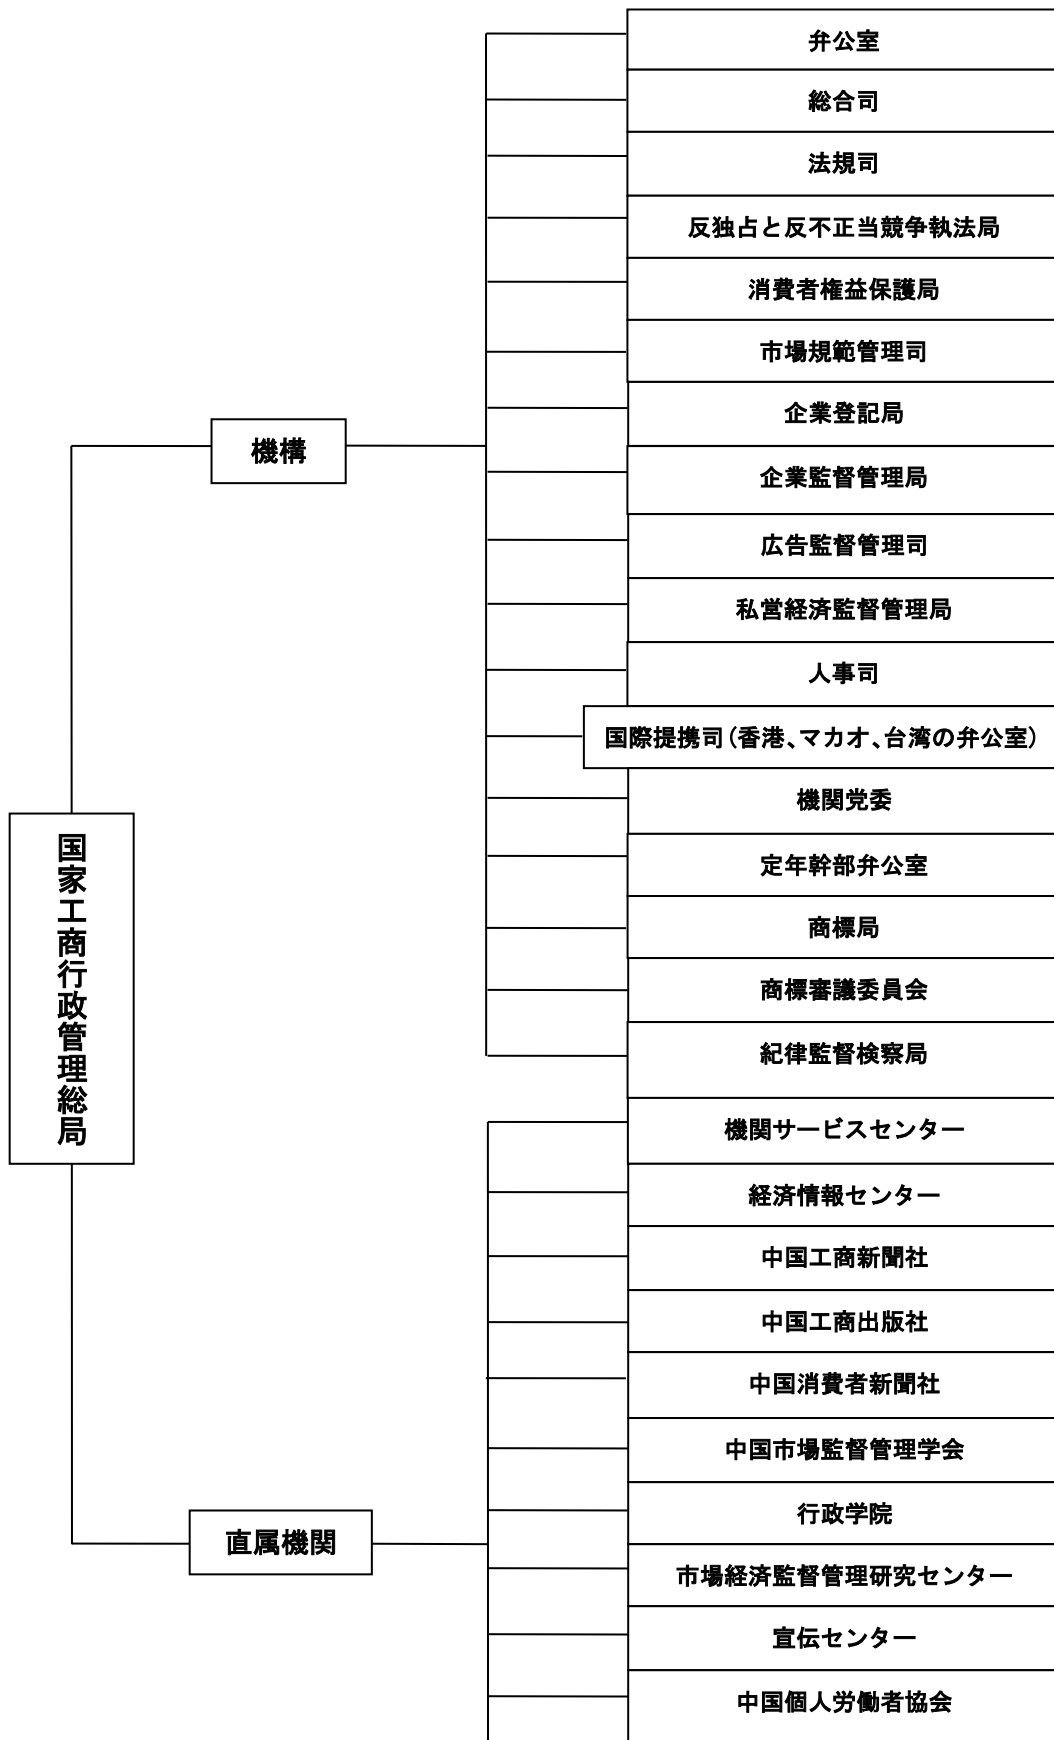 国家工商行政管理総局
機構
弁公室
総合司
法規司
反独占と反不正当競争執法局
消費者権益保護局
市場規範管理司
企業登記局
企業監督管理局
広告監督管理司
私営経済監督管理局
人事司
国際提携司(香港、マカオ、台湾の弁公室)
機関党委
定年幹部弁公室
商標局
商標審議委員会
紀律監督検察局
直属機関
機関サービスセンター
経済情報センター
中国工商新聞社
中国工商出版社
中国消費者新聞社
中国市場監督管理学会
行政学院
市場経済監督管理研究センター
宣伝センター
中国個人労働者協会